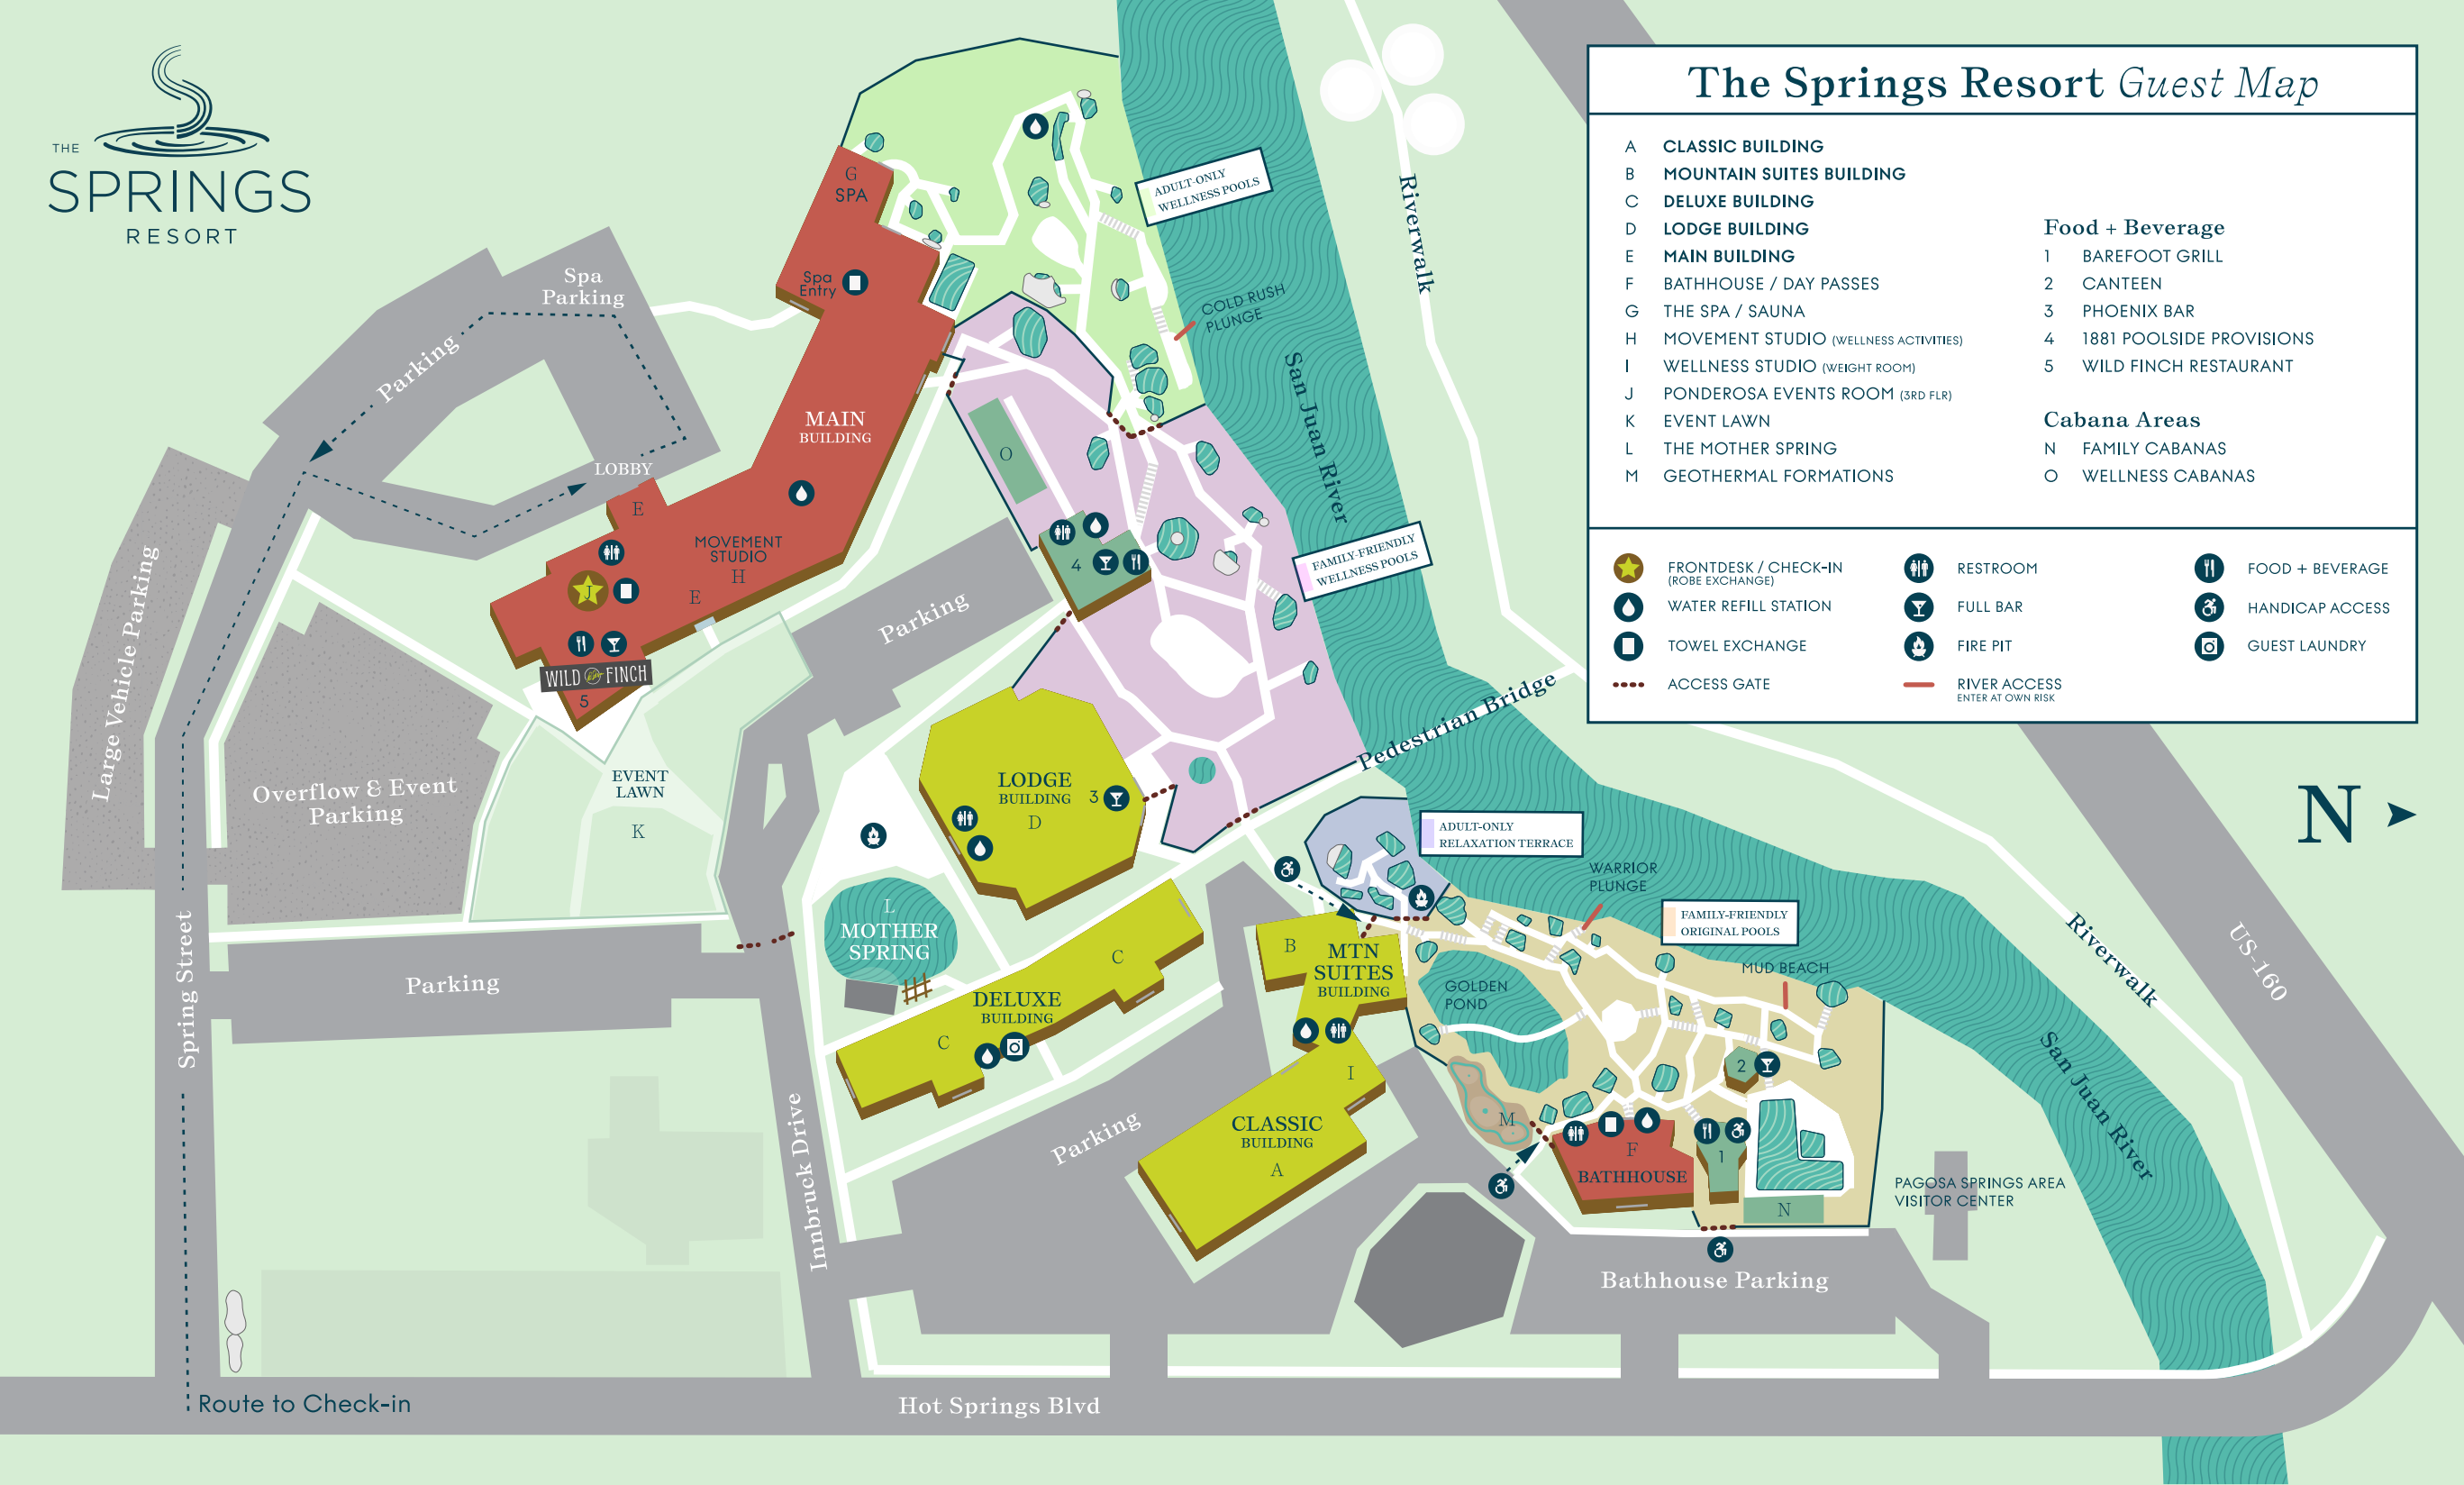 THE
SPRINGS
RESORT
The Springs Resort Guest Map
A CLASSIC BUILDING
B MOUNTAIN SUITES BUILDING
C DELUXE BUILDING
D LODGE BUILDING
E MAIN BUILDING
F BATHHOUSE / DAY PASSES
G THE SPA / SAUNA
H MOVEMENT STUDIO (WELLNESS ACTIVITIES)
I WELLNESS STUDIO (WEIGHT ROOM)
J PONDEROSA EVENTS ROOM (3RD FLR)
K EVENT LAWN
L THE MOTHER SPRING
M GEOTHERMAL FORMATIONS
Food + Beverage
1 BAREFOOT GRILL
2 CANTEEN
3 PHOENIX BAR
4 1881 POOLSIDE PROVISIONS
5 WILD FINCH RESTAURANT
Cabana Areas
N FAMILY CABANAS
O WELLNESS CABANAS
FRONTDESK / CHECK-IN
(ROBE EXCHANGE)
WATER REFILL STATION
TOWEL EXCHANGE
ACCESS GATE
RESTROOM
FULL BAR
FIRE PIT
RIVER ACCESS
ENTER AT OWN RISK
FOOD + BEVERAGE
HANDICAP ACCESS
GUEST LAUNDRY
N
G
SPA
Spa
Entry
Spa
Parking
Parking
LOBBY
E
MAIN
BUILDING
MOVEMENT
STUDIO
H
E
J
WILD FINCH
5
ADULT-ONLY
WELLNESS POOLS
COLD RUSH
PLUNGE
Riverwalk
San Juan River
O
4
FAMILY-FRIENDLY
WELLNESS POOLS
Parking
Pedestrian Bridge
Large Vehicle Parking
Overflow & Event
Parking
EVENT
LAWN
K
LODGE
BUILDING
D
3
L
MOTHER
SPRING
DELUXE
BUILDING
C
C
Parking
Spring Street
Innbruck Drive
Parking
B
MTN
SUITES
BUILDING
I
CLASSIC
BUILDING
A
ADULT-ONLY
RELAXATION TERRACE
WARRIOR
PLUNGE
FAMILY-FRIENDLY
ORIGINAL POOLS
MUD BEACH
GOLDEN
POND
M
2
1
F
BATHHOUSE
N
PAGOSA SPRINGS AREA
VISITOR CENTER
Bathhouse Parking
Riverwalk
San Juan River
US-160
Route to Check-in
Hot Springs Blvd